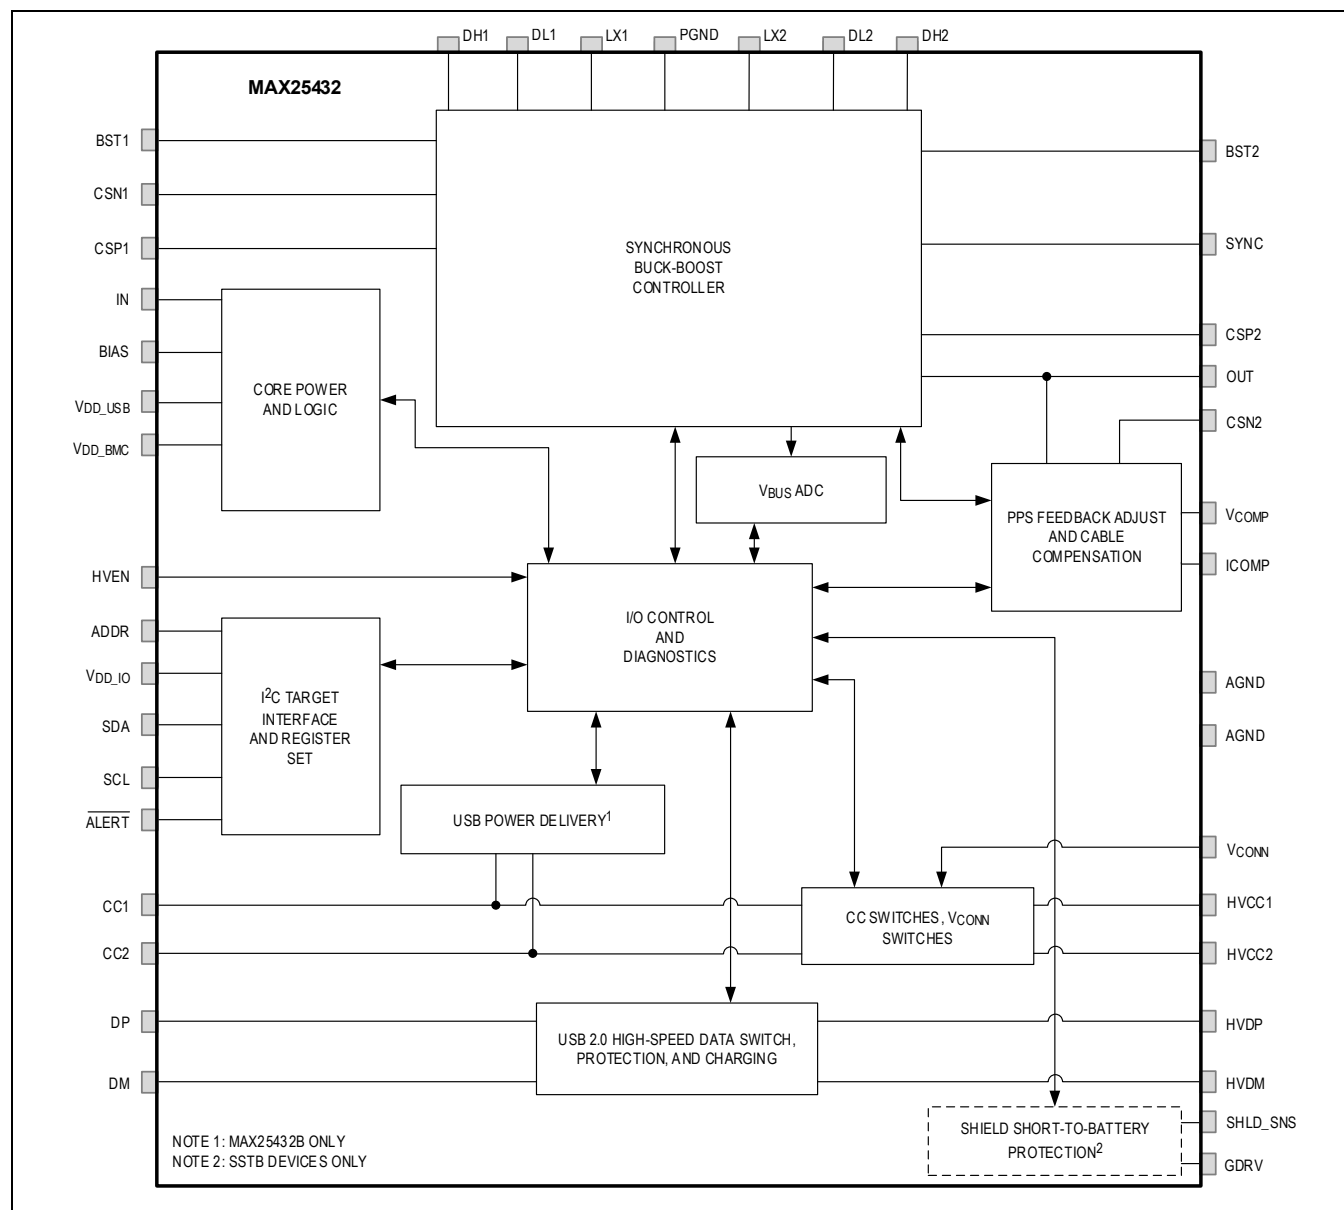 DH1 DL1 LX1 PGND LX2 DL2 DH2
MAX25432
BST1
CSN1
CSP1
IN
BIAS
VDD_USB
VDD_BMC
HVEN
ADDR
VDD_IO
SDA
SCL
ALERT
CC1
CC2
DP
DM
SYNCHRONOUS
BUCK-BOOST
CONTROLLER
CORE POWER
AND LOGIC
VBUS ADC
PPS FEEDBACK ADJUST
AND CABLE
COMPENSATION
I/O CONTROL
AND
DIAGNOSTICS
I2C TARGET
INTERFACE
AND REGISTER
SET
USB POWER DELIVERY1
CC SWITCHES, VCONN
SWITCHES
USB 2.0 HIGH-SPEED DATA SWITCH,
PROTECTION, AND CHARGING
SHIELD SHORT-TO-BATTERY
PROTECTION2
BST2
SYNC
CSP2
OUT
CSN2
VCOMP
ICOMP
AGND
AGND
VCONN
HVCC1
HVCC2
HVDP
HVDM
SHLD_SNS
GDRV
NOTE 1: MAX25432B ONLY
NOTE 2: SSTB DEVICES ONLY